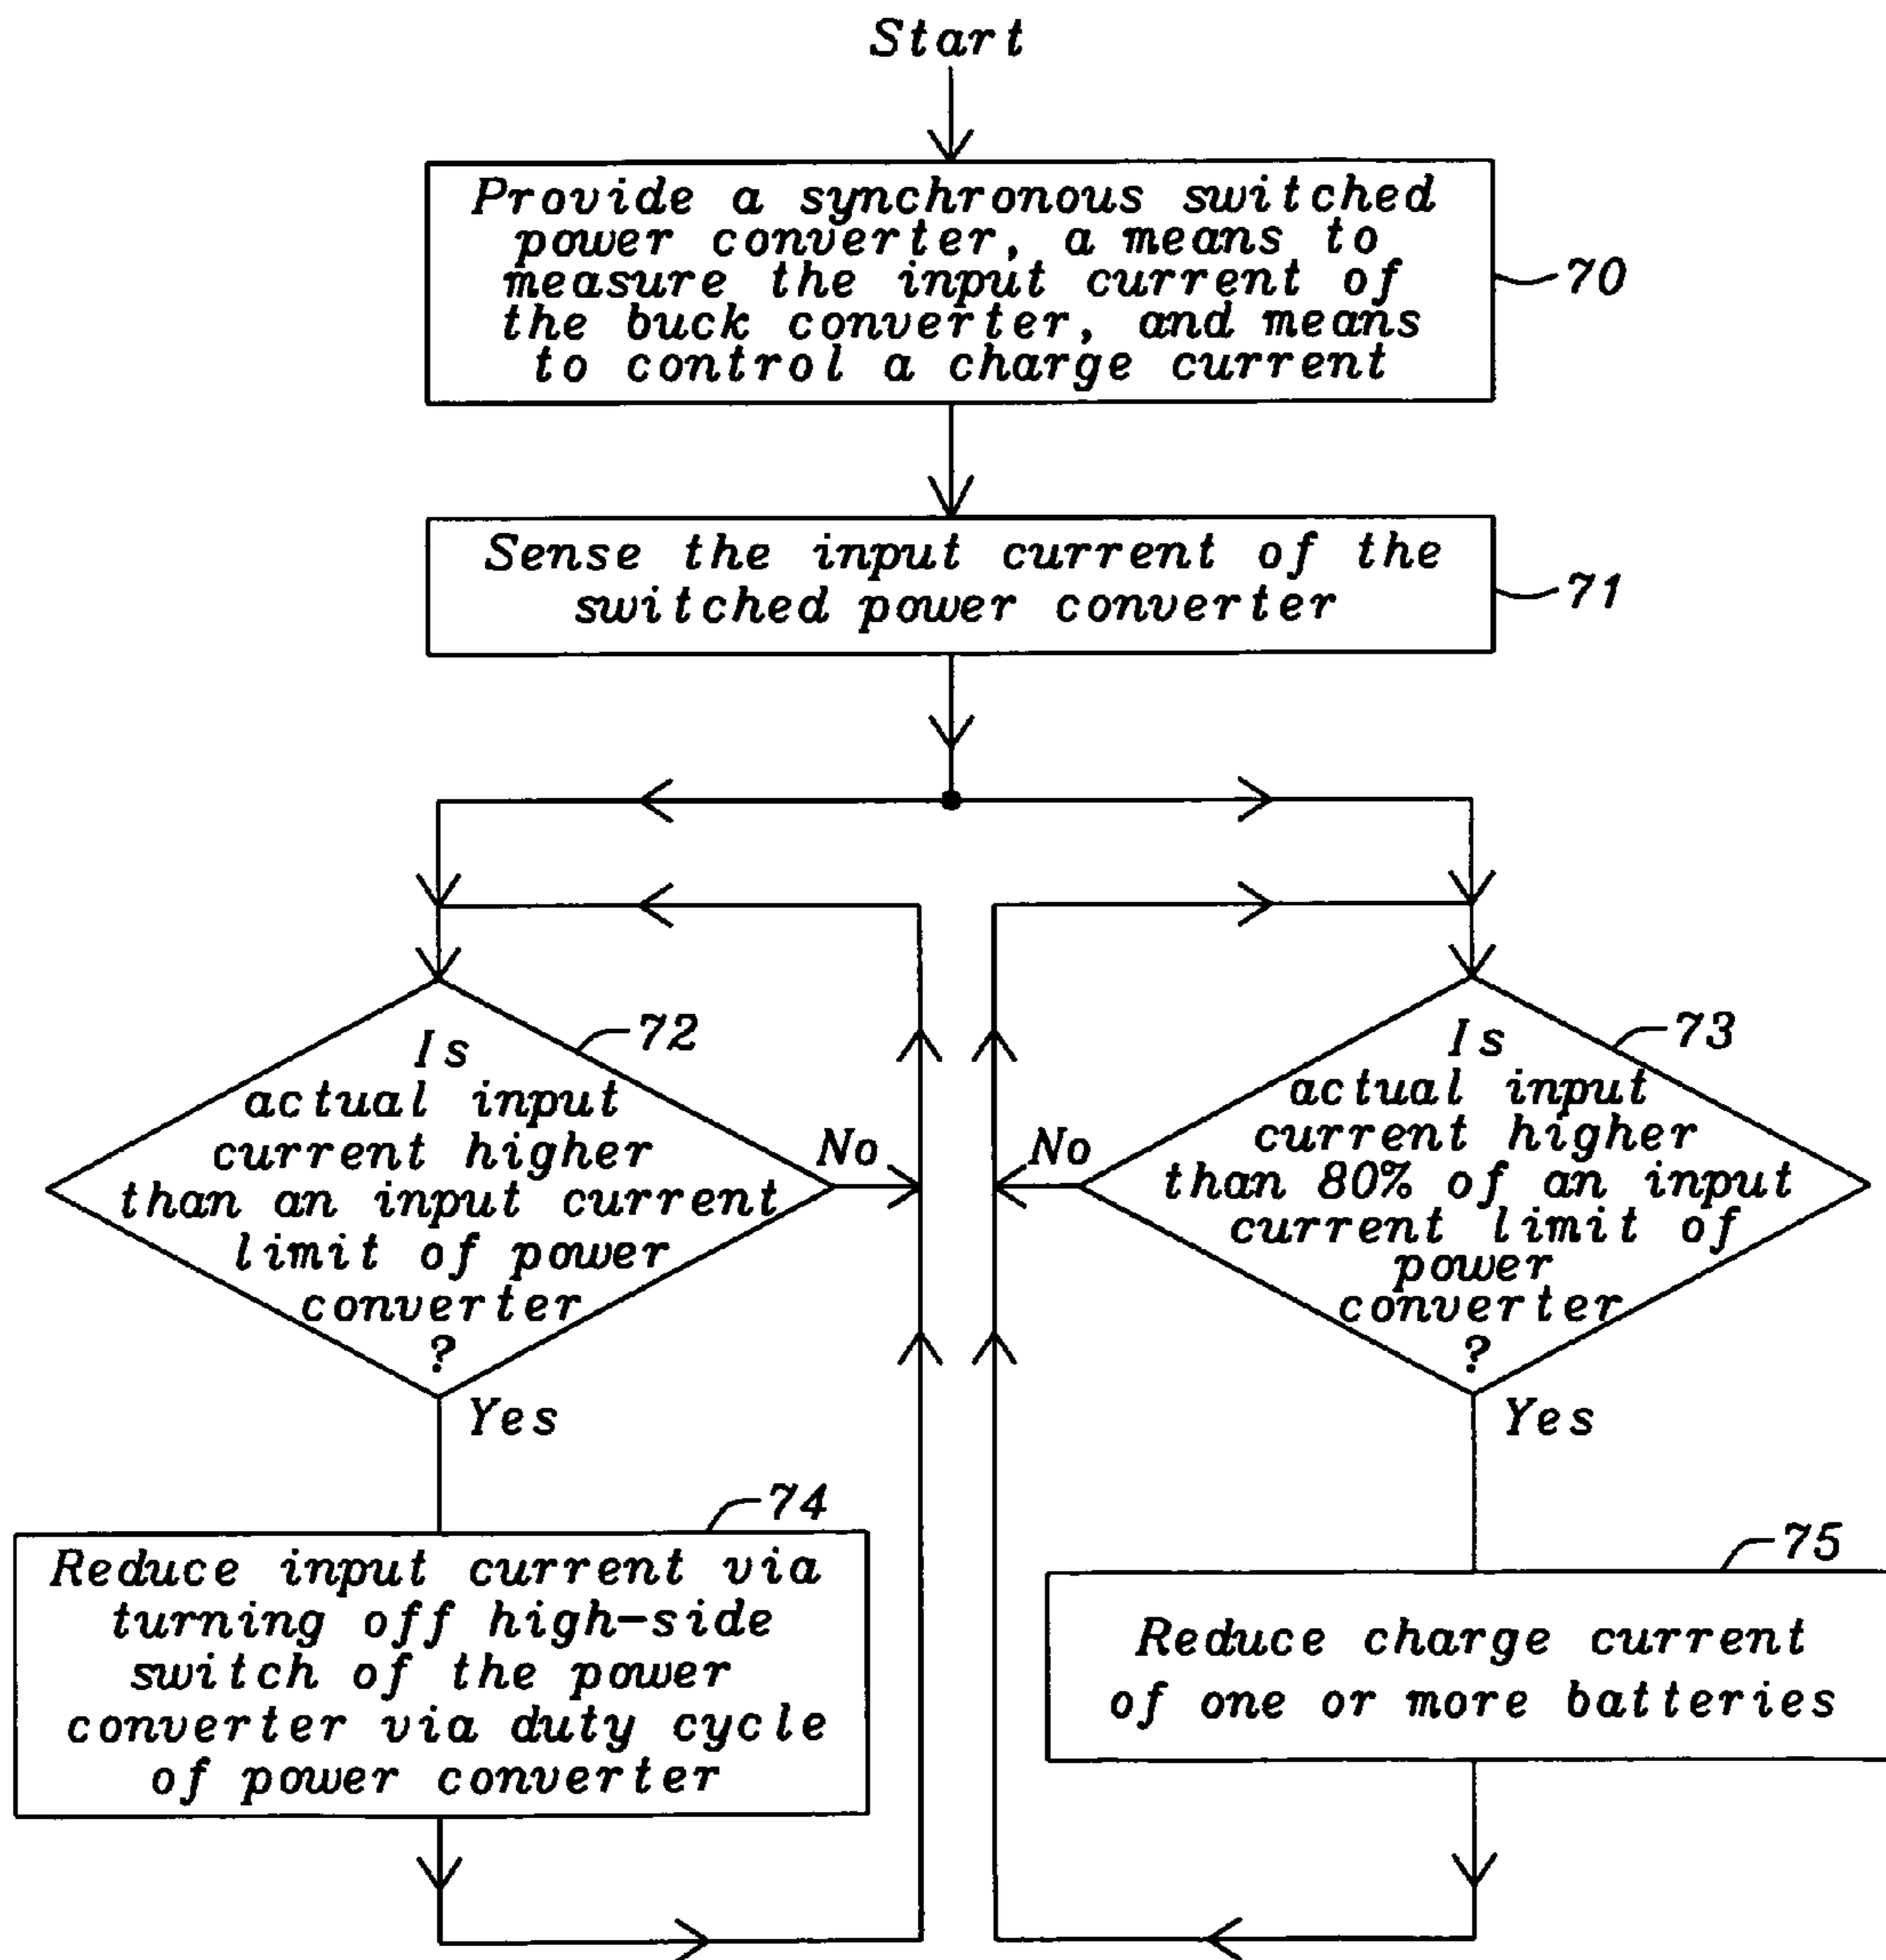 Start
Provide a synchronous switched
power converter, a means to
measure the input current of
the buck converter, and means
to control a charge current
70
Sense the input current of the
switched power converter
71
Is
actual input
current higher
than an input current
limit of power
converter
?
72
No
Yes
Is
actual input
current higher
than 80% of an input
current limit of
power
converter
?
73
No
Yes
74
Reduce input current via
turning off high-side
switch of the power
converter via duty cycle
of power converter
75
Reduce charge current
of one or more batteries